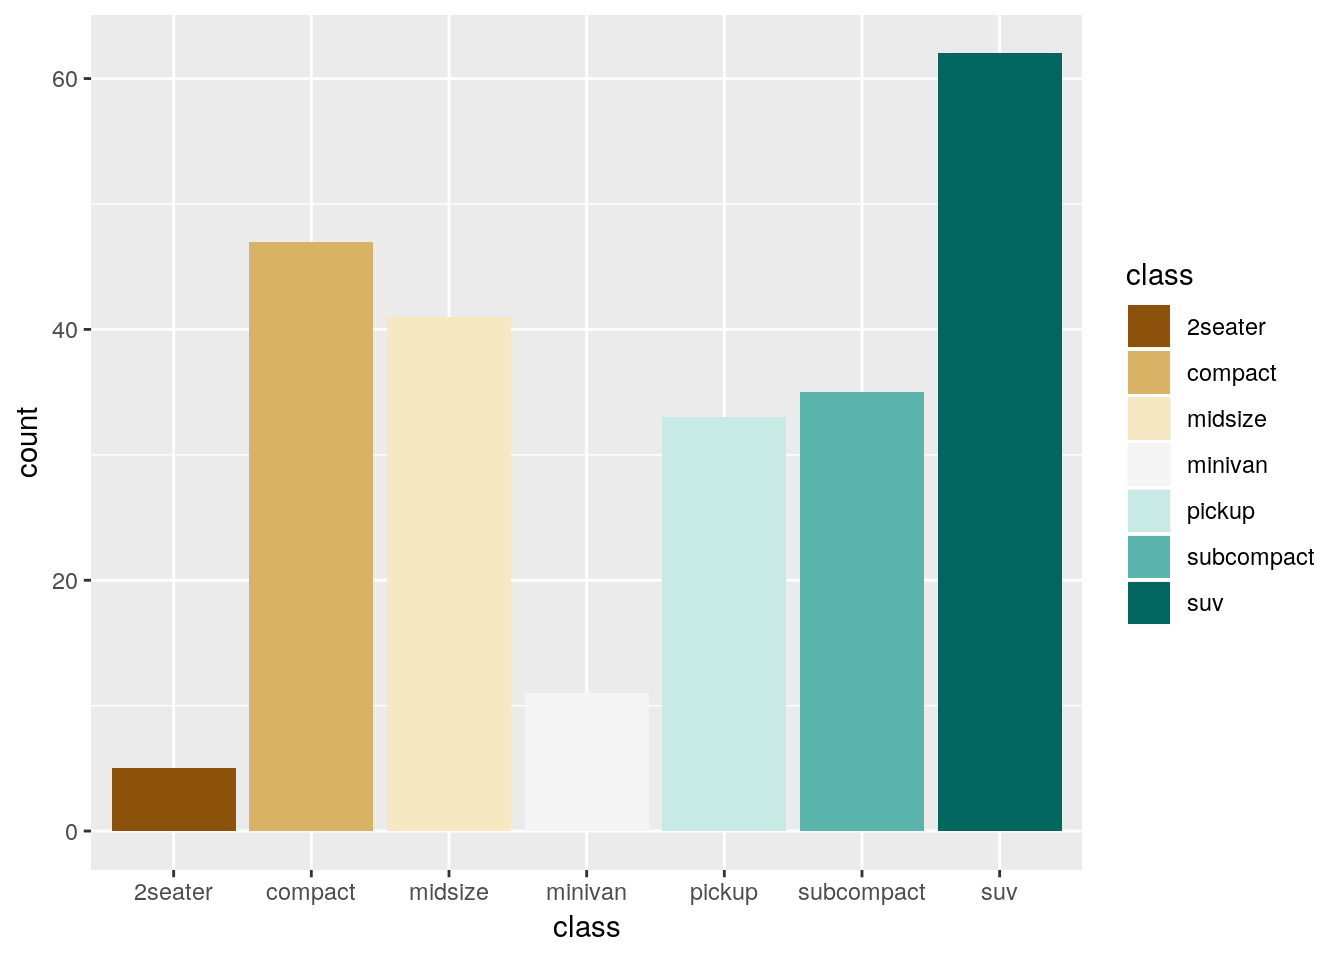 60
40
20
0
count
2seater
compact
midsize
minivan
pickup
subcompact
suv
class
class
2seater
compact
midsize
minivan
pickup
subcompact
suv